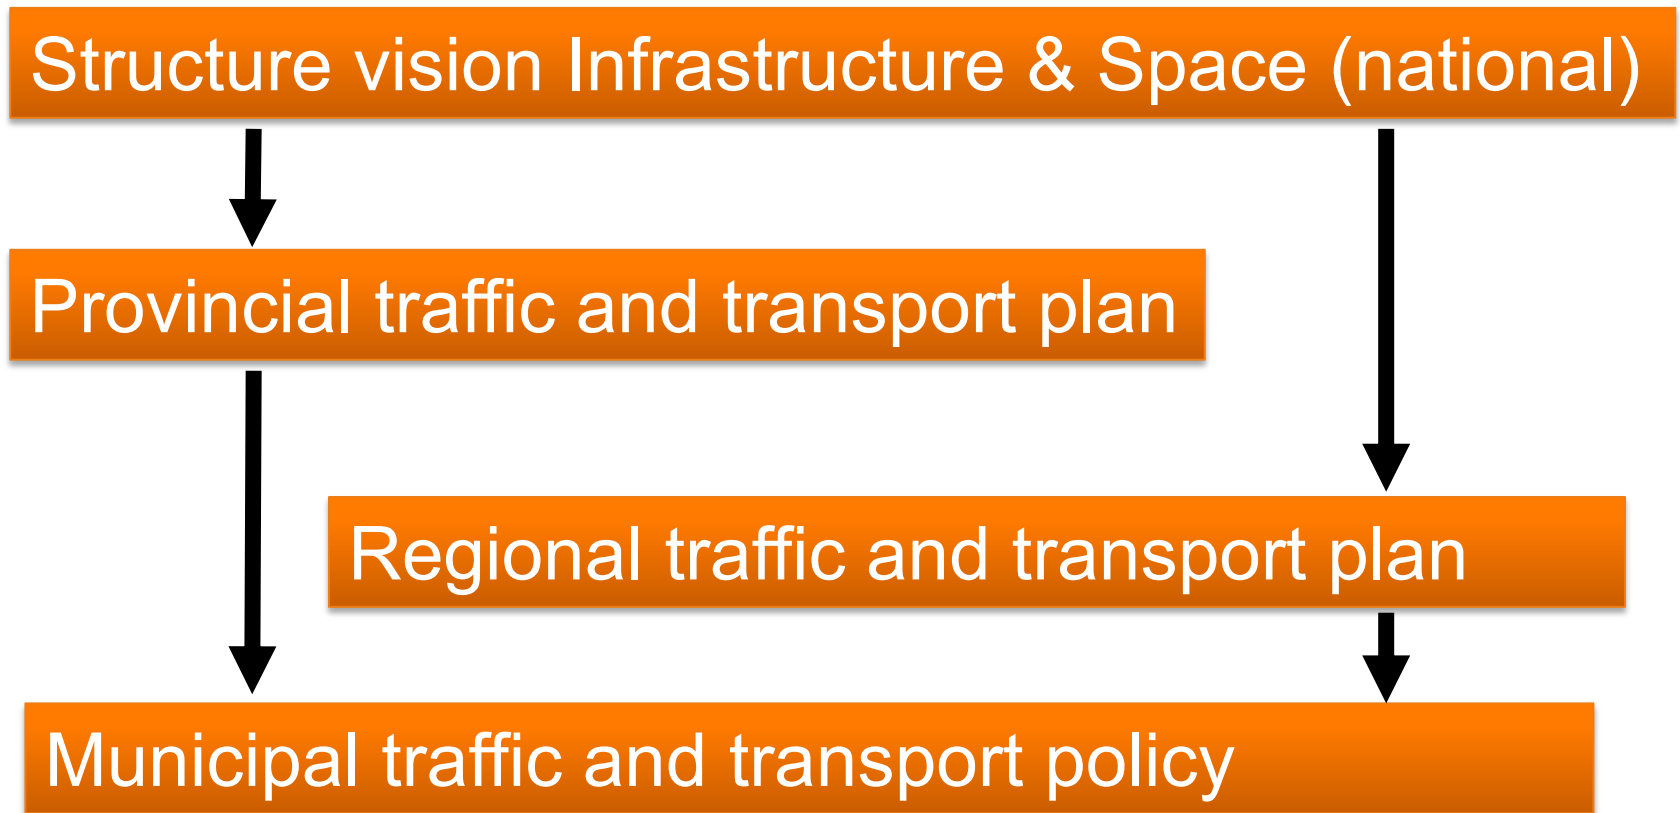 Structure vision Infrastructure & Space (national)
Provincial traffic and transport plan
Regional traffic and transport plan
Municipal traffic and transport policy